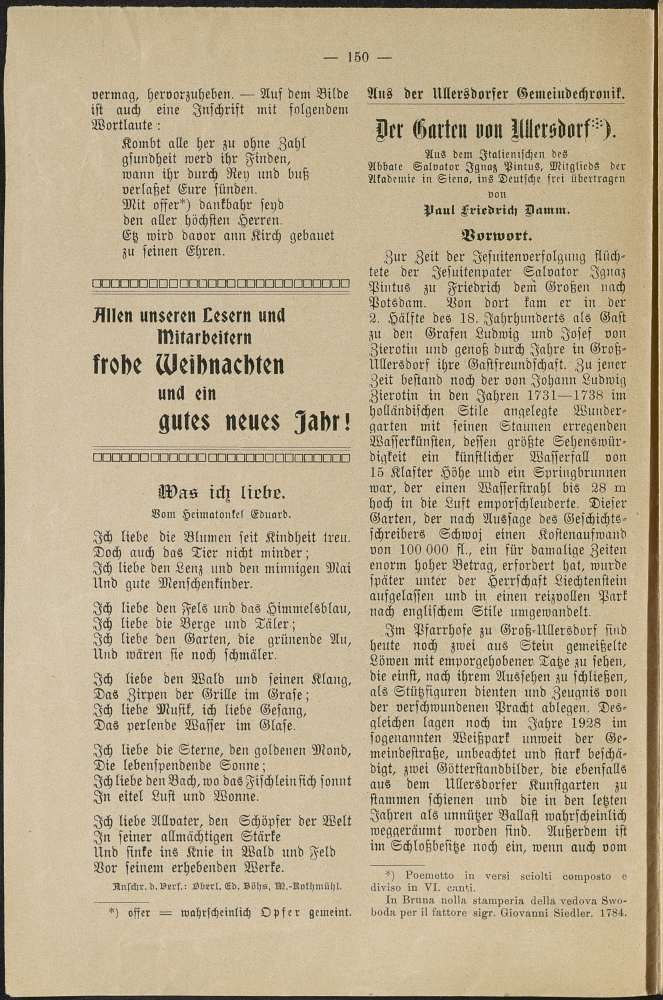 — 150 —
vermag, hervorzuheben. — Auf dem Bilde
ist auch eine Inschrift mit folgendem
Wortlaute:
Kombt alle her zu ohne Zahl
gsundheit werd ihr Finden,
wann ihr durch Rey und buß
verlaßet Eure sünden.
Mit offer*) dankbahr seyd
den aller höchsten Herren.
Eß wird davor ann Kirch gebauet
zu seinen Ehren.
Allen unseren Lesern und
Mitarbeitern
frohe Weihnachten
und ein
gutes neues Jahr!
Was ich liebe.
Vom Heimatonkel Eduard.
Ich liebe die Blumen seit Kindheit treu.
Doch auch das Tier nicht minder;
Ich liebe den Lenz und den minnigen Mai
Und gute Menschenkinder.
Ich liebe den Fels und das Himmelsblau,
Ich liebe die Berge und Täler;
Ich liebe den Garten, die grünende Au,
Und wären sie noch schmäler.
Ich liebe den Wald und seinen Klang,
Das Zirpen der Grille im Grase;
Ich liebe Musik, ich liebe Gesang,
Das perlende Wasser im Glase.
Ich liebe die Sterne, den goldenen Mond,
Die lebenspendende Sonne;
Ich liebe den Bach, wo das Fischlein sich sonnt
In eitel Lust und Wonne.
Ich liebe Allvater, den Schöpfer der Welt
In seiner allmächtigen Stärke
Und sinke ins Knie in Wald und Feld
Vor seinem erhebenden Werke.
Anschr. d. Verf.: Oberl. Ed. Böhs, M.-Rothmühl.
*) offer = wahrscheinlich Opfer gemeint.
Aus der Ullersdorfer Gemeindechronik.
Der Garten von Ullersdorf*).
Aus dem Italienischen des
Abbate Salvator Ignaz Pintus, Mitglieds der
Akademie in Siena, ins Deutsche frei übertragen
von
Paul Friedrich Damm.
Vorwort.
Zur Zeit der Jesuitenverfolgung flüch-
tete der Jesuitenpater Salvator Ignaz
Pintus zu Friedrich dem Großen nach
Potsdam. Von dort kam er in der
2. Hälfte des 18. Jahrhunderts als Gast
zu den Grafen Ludwig und Josef von
Zierotin und genoß durch Jahre in Groß-
Ullersdorf ihre Gastfreundschaft. Zu jener
Zeit bestand noch der von Johann Ludwig
Zierotin in den Jahren 1731—1738 im
holländischen Stile angelegte Wunder-
garten mit seinen Staunen erregenden
Wasserkünsten, dessen größte Sehenswür-
digkeit ein künstlicher Wasserfall von
15 Klafter Höhe und ein Springbrunnen
war, der einen Wasserstrahl bis 28 m
hoch in die Luft emporschleuderte. Dieser
Garten, der nach Aussage des Geschichts-
schreibers Schwoj einen Kostenaufwand
von 100 000 fl., ein für damalige Zeiten
enorm hoher Betrag, erfordert hat, wurde
später unter der Herrschaft Liechtenstein
aufgelassen und in einen reizvollen Park
nach englischem Stile umgewandelt.
Im Pfarrhofe zu Groß-Ullersdorf sind
heute noch zwei aus Stein gemeißelte
Löwen mit emporgehobener Tatze zu sehen,
die einst, nach ihrem Aussehen zu schließen,
als Stützfiguren dienten und Zeugnis von
der verschwundenen Pracht ablegen. Des-
gleichen lagen noch im Jahre 1928 im
sogenannten Weißpark unweit der Ge-
meindestraße, unbeachtet und stark beschä-
digt, zwei Götterstandbilder, die ebenfalls
aus dem Ullersdorfer Kunstgarten zu
stammen schienen und die in den letzten
Jahren als unnützer Ballast wahrscheinlich
weggeräumt worden sind. Außerdem ist
im Schloßbesitze noch ein, wenn auch vom
*) Poemetto in versi sciolti composto e
diviso in VI. canti.
In Bruna nolla stamperia della vedova Swo-
boda per il fattore sigr. Giovanni Siedler. 1784.